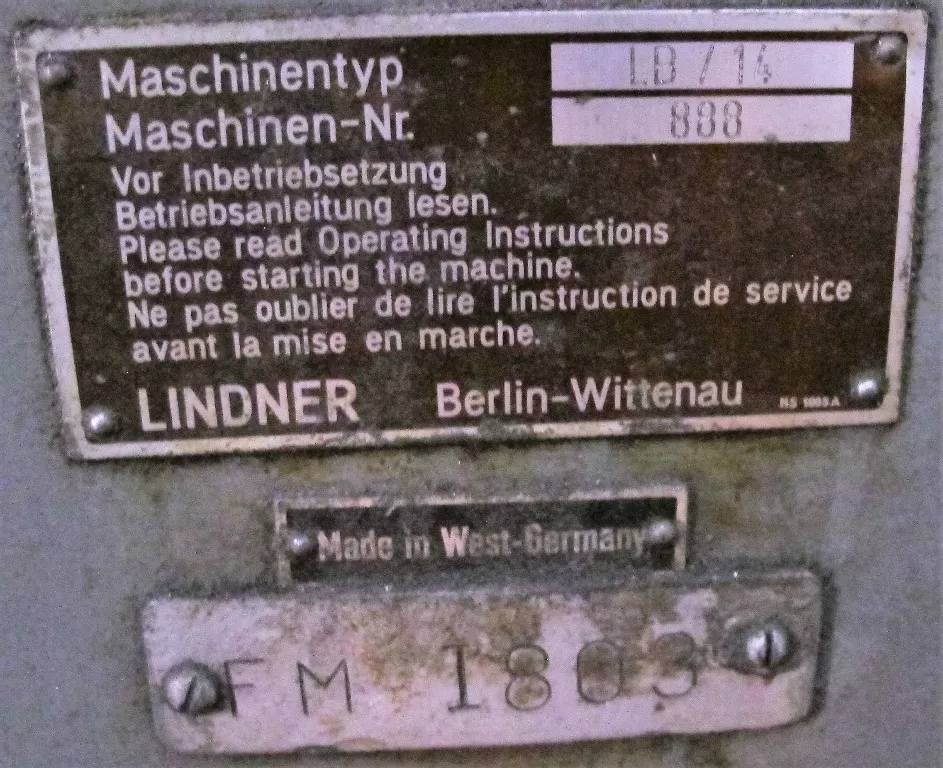 Maschinentyp LB / 14
Maschinen-Nr. 888
Vor Inbetriebsetzung
Betriebsanleitung lesen.
Please read Operating Instructions
before starting the machine.
Ne pas oublier de lire l'instruction de service
avant la mise en marche.
LINDNER Berlin-Wittenau
Made in West-Germany
FM 1803